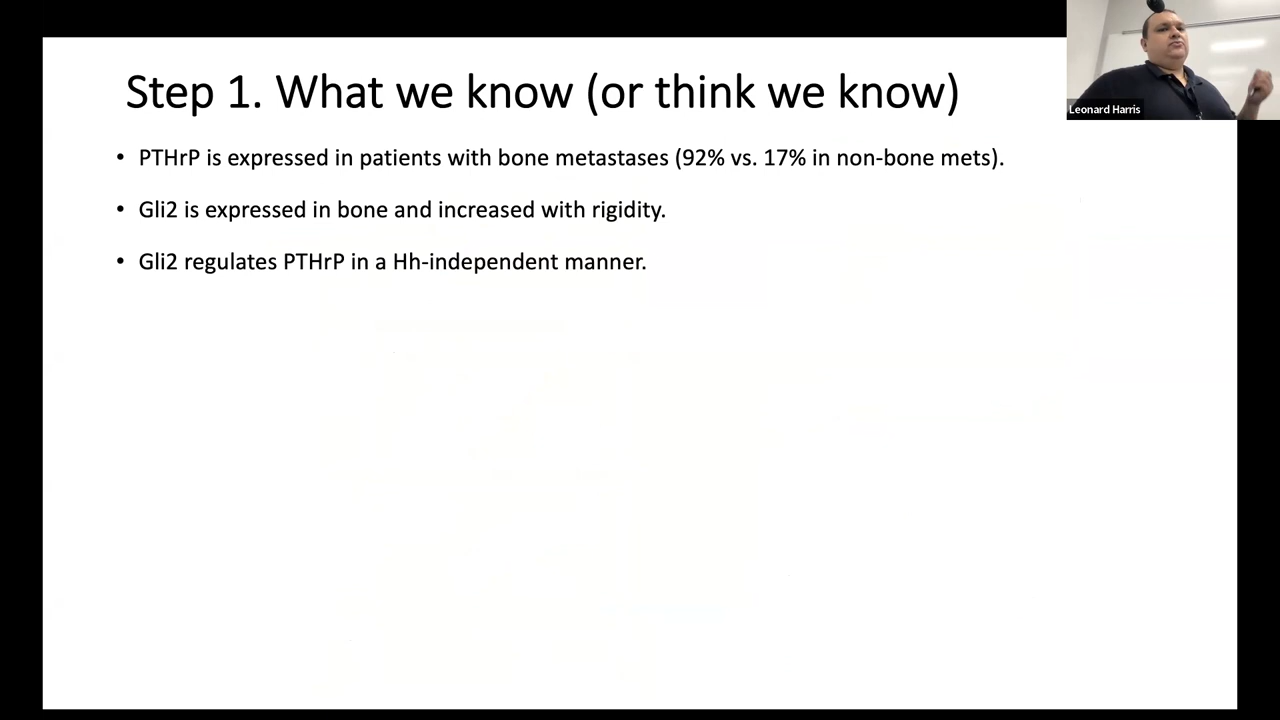 Step 1. What we know (or think we know)
Leonard Harris
• PTHrP is expressed in patients with bone metastases (92% vs. 17% in non-bone mets).
• Gli2 is expressed in bone and increased with rigidity.
• Gli2 regulates PTHrP in a Hh-independent manner.